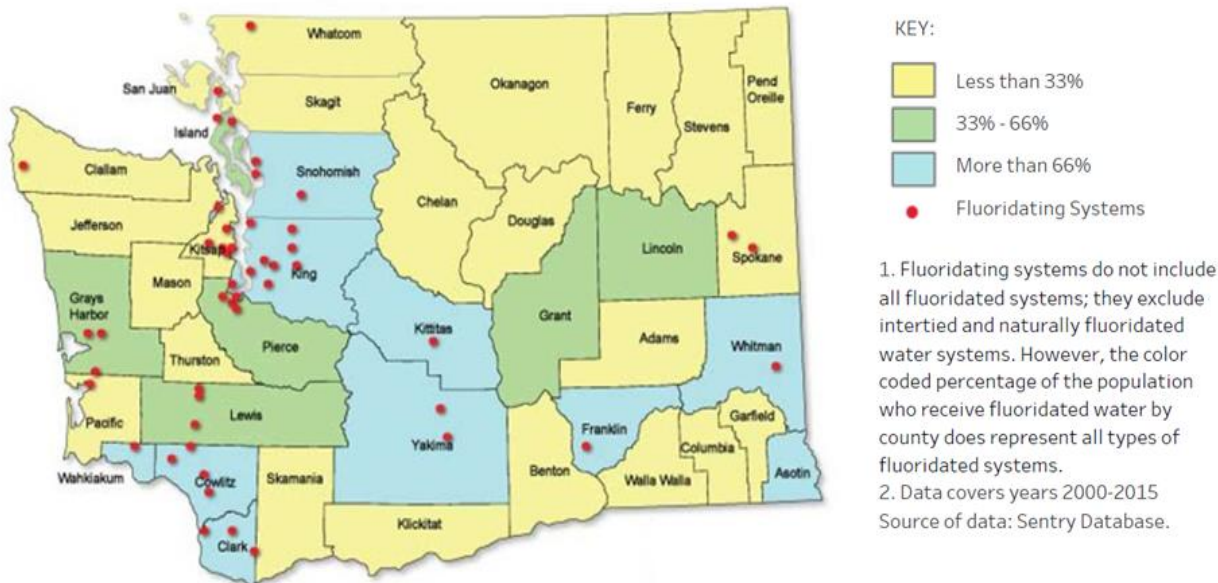 Whatcom
San Juan
Skagit
Okanagon
Ferry
Stevens
Pend
Oreille
Island
Clallam
Snohomish
Chelan
Jefferson
Douglas
Kitsap
Lincoln
Spokane
Mason
King
Grays
Harbor
Grant
Kittitas
Adams
Whitman
Thurston
Pierce
Pacific
Lewis
Yakima
Franklin
Garfield
Columbia
Benton
Walla Walla
Asotin
Wahkiakum
Cowlitz
Skamania
Klickitat
Clark
KEY:
Less than 33%
33% - 66%
More than 66%
Fluoridating Systems
1. Fluoridating systems do not include
all fluoridated systems; they exclude
intertied and naturally fluoridated
water systems. However, the color
coded percentage of the population
who receive fluoridated water by
county does represent all types of
fluoridated systems.
2. Data covers years 2000-2015
Source of data: Sentry Database.